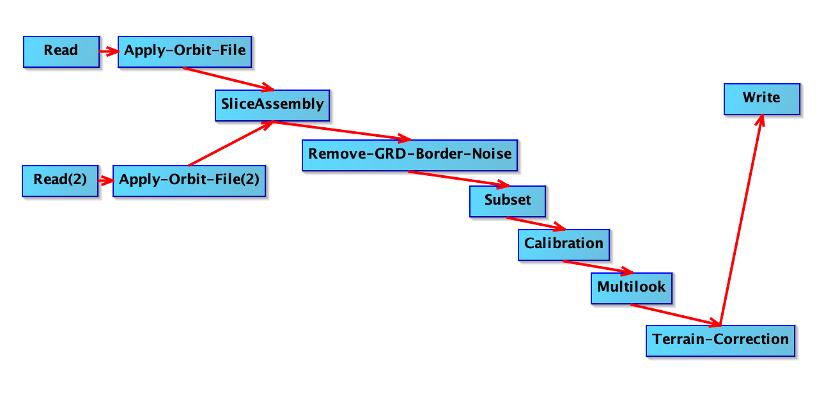 Read
Apply-Orbit-File
SliceAssembly
Write
Remove-GRD-Border-Noise
Read(2)
Apply-Orbit-File(2)
Subset
Calibration
Multilook
Terrain-Correction